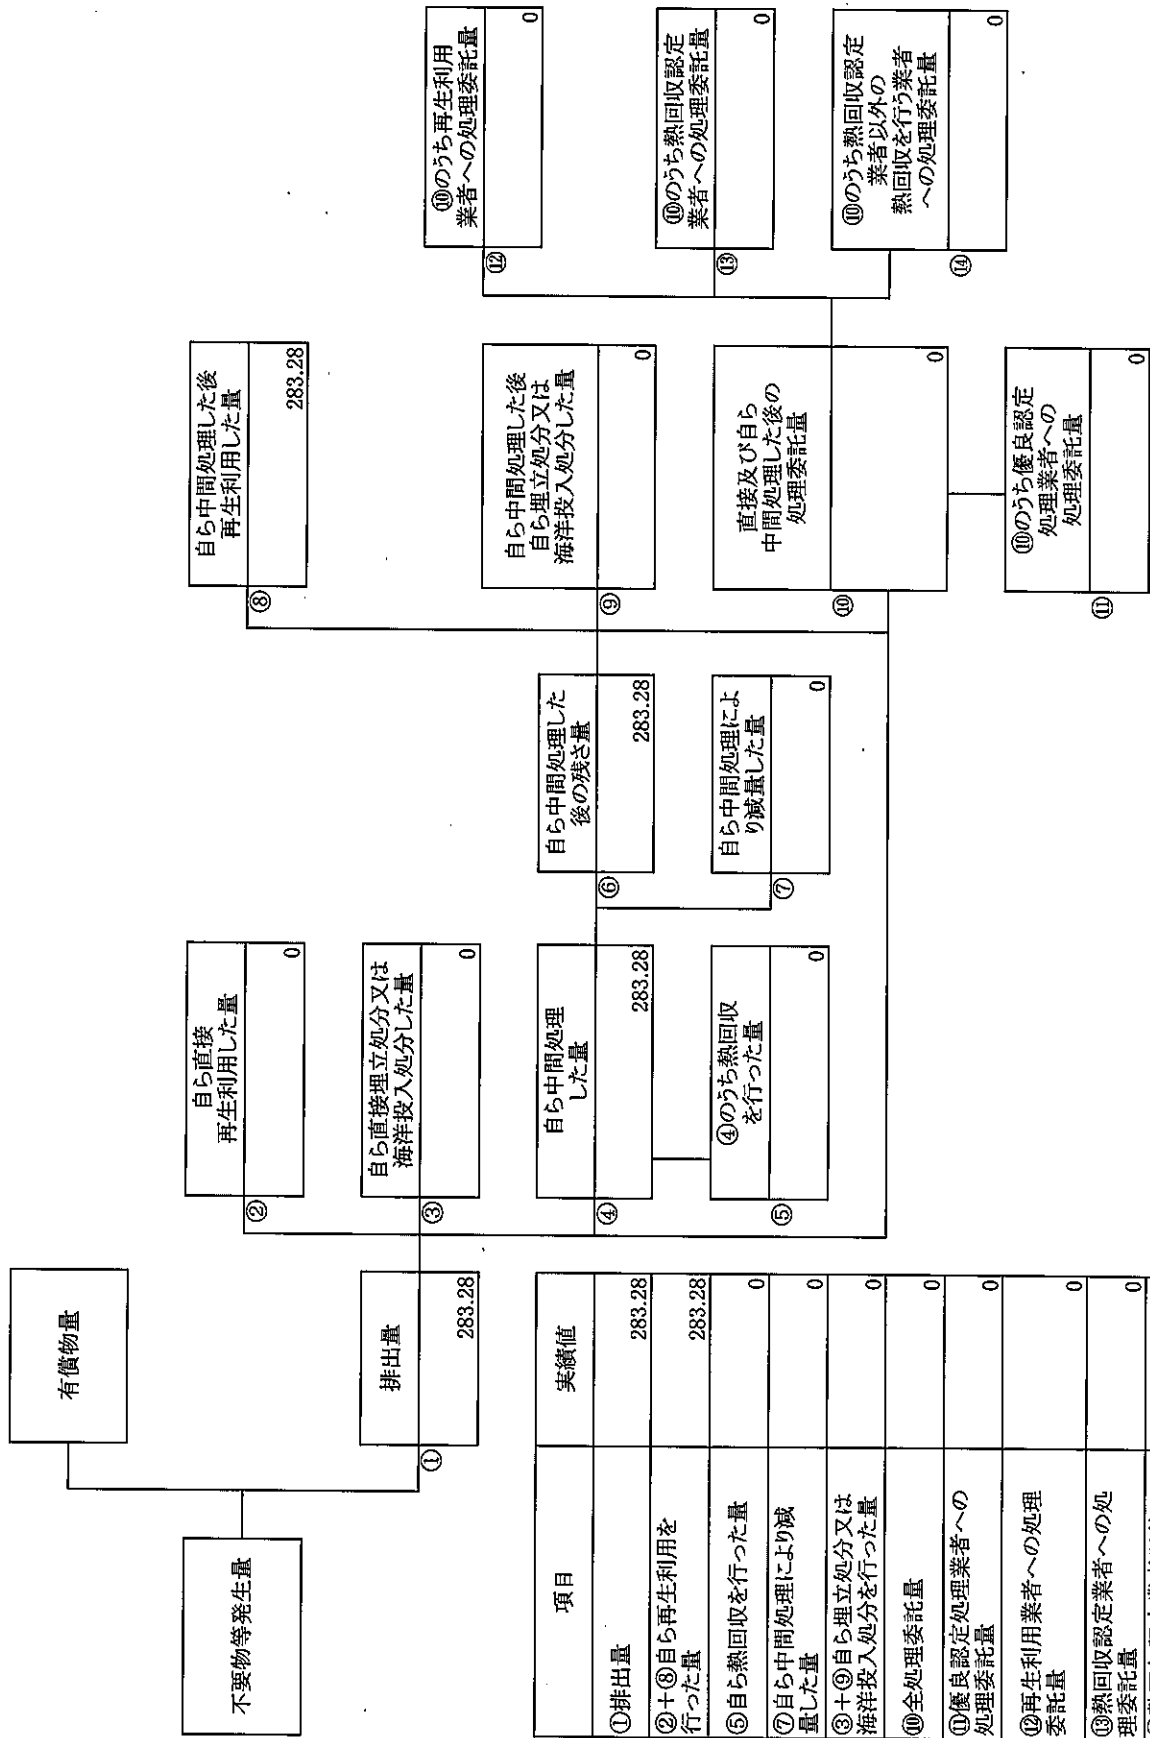 不要物等発生量
有償物量
①
排出量
283.28
②
自ら直接
再生利用した量
0
③
自ら直接埋立処分又は
海洋投入処分した量
0
④
自ら中間処理
した量
283.28
⑤
④のうち熱回収
を行った量
0
⑥
自ら中間処理した
後の残さ量
283.28
⑦
自ら中間処理によ
り減量した量
0
⑧
自ら中間処理した後
再生利用した量
283.28
⑨
自ら中間処理した後
自ら埋立処分又は
海洋投入処分した量
0
⑩
直接及び自ら
中間処理した後の
処理委託量
0
⑪
⑩のうち優良認定
処理業者への
処理委託量
0
⑫
⑩のうち再生利用
業者への処理委託量
0
⑬
⑩のうち熱回収認定
業者への処理委託量
0
⑭
⑩のうち熱回収認定
業者以外の
熱回収を行う業者
への処理委託量
0
項目
実績値
①排出量
283.28
②+⑧自ら再生利用を
行った量
283.28
⑤自ら熱回収を行った量
0
⑦自ら中間処理により減
量した量
0
③+⑨自ら埋立処分又は
海洋投入処分を行った量
0
⑩全処理委託量
0
⑪優良認定処理業者への
処理委託量
0
⑫再生利用業者への処理
委託量
0
⑬熱回収認定業者への処
理委託量
0